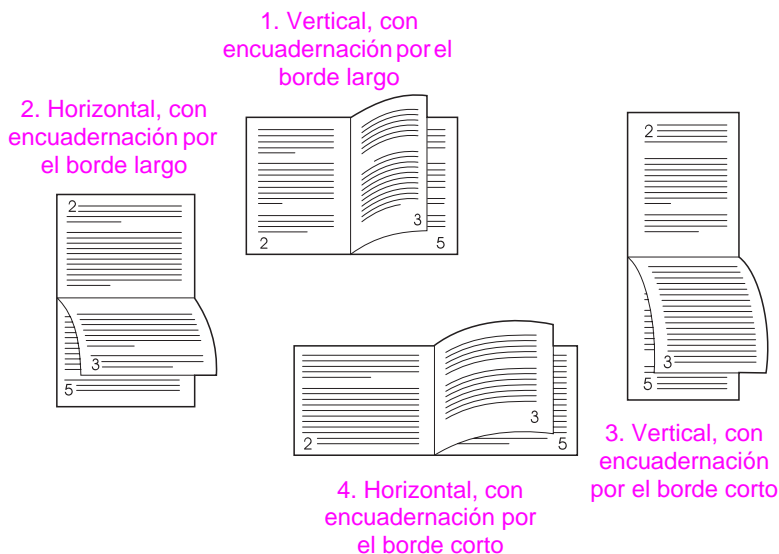 1. Vertical, con
encuadernación por el
borde largo
2. Horizontal, con
encuadernación por
el borde largo
2
3
5
2
3
5
2
3
5
2
3
5
3. Vertical, con
encuadernación
por el borde corto
4. Horizontal, con
encuadernación por
el borde corto